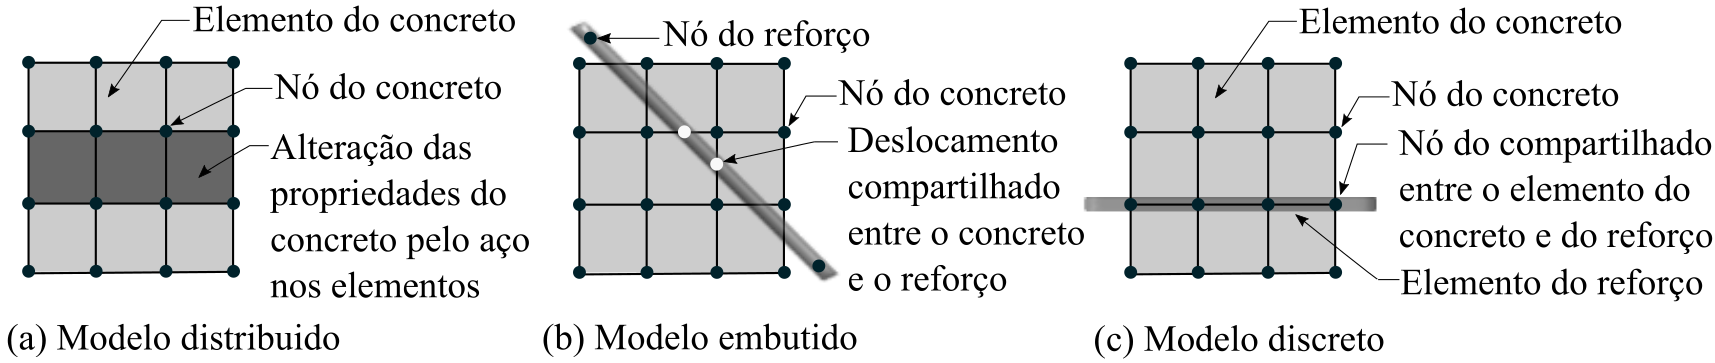 Elemento do concreto
Nó do concreto
Alteração das
propriedades do
concreto pelo aço
nos elementos
(a) Modelo distribuido
Nó do reforço
Nó do concreto
Deslocamento
compartilhado
entre o concreto
e o reforço
(b) Modelo embutido
Elemento do concreto
Nó do concreto
Nó do compartilhado
entre o elemento do
concreto e do reforço
Elemento do reforço
(c) Modelo discreto